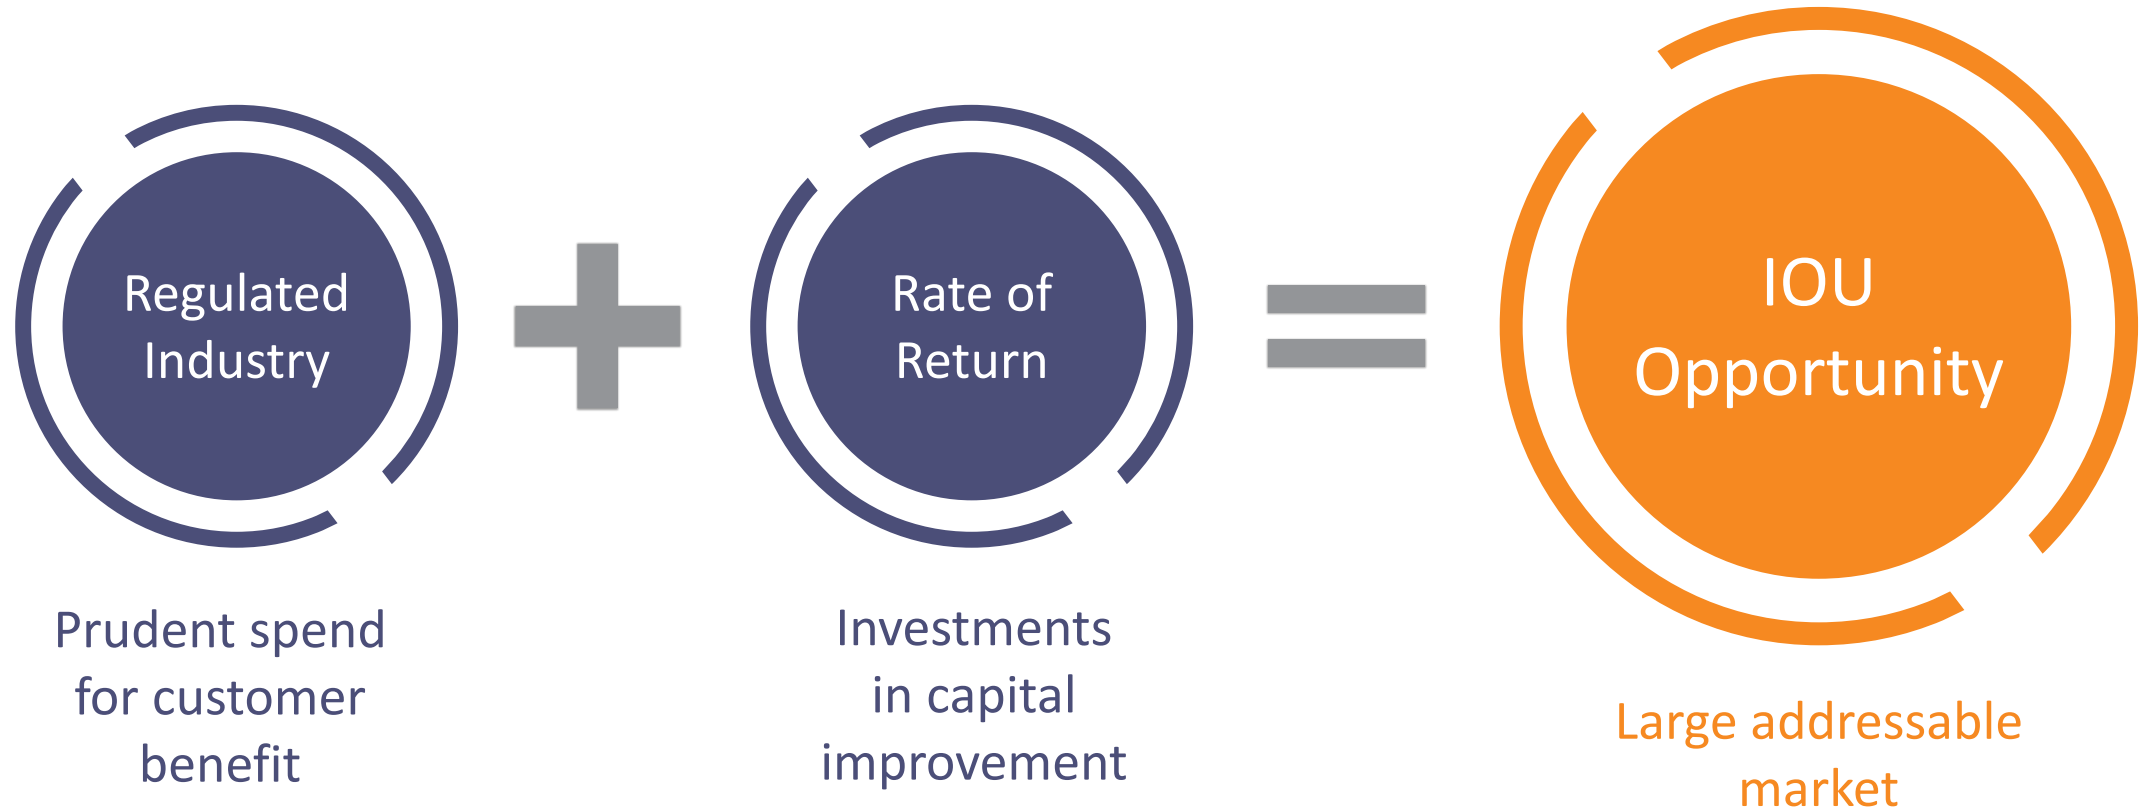 Regulated
Industry
Prudent spend
for customer
benefit
Rate of
Return
Investments
in capital
improvement
IOU
Opportunity
Large addressable
market